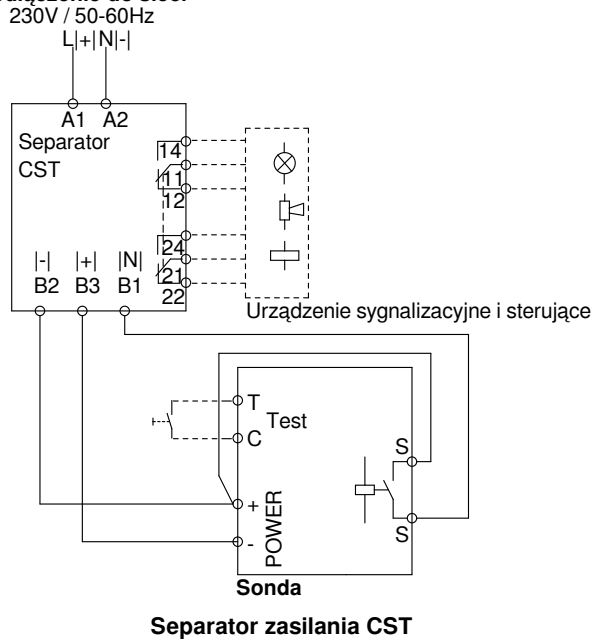 230V / 50-60Hz
L|+| N|-|
A1 A2
Separator
CST
14
11
12
24
21
22
|-| |+| |N|
B2 B3 B1
Urządzenie sygnalizacyjne i sterujące
T
Test
C
S
+
POWER
-
S
Sonda
Separator zasilania CST